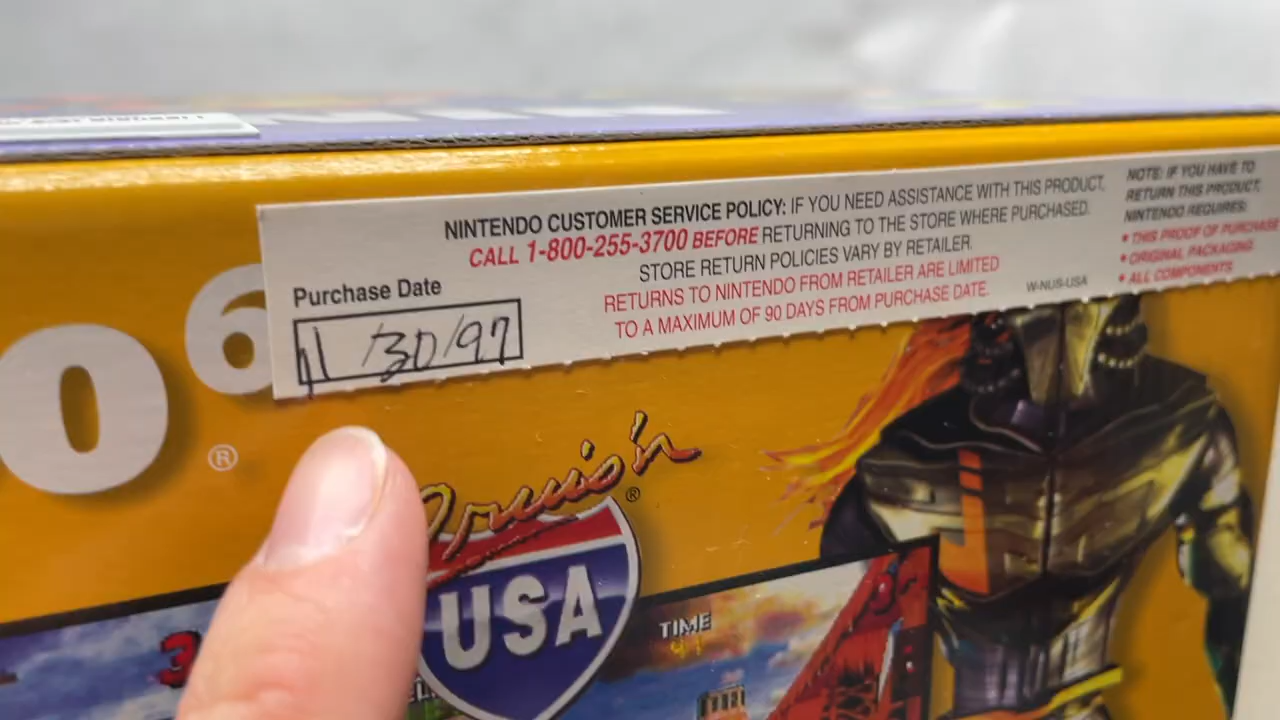 NINTENDO CUSTOMER SERVICE POLICY: IF YOU NEED ASSISTANCE WITH THIS PRODUCT,
CALL 1-800-255-3700 BEFORE RETURNING TO THE STORE WHERE PURCHASED.
STORE RETURN POLICIES VARY BY RETAILER.
RETURNS TO NINTENDO FROM RETAILER ARE LIMITED
TO A MAXIMUM OF 90 DAYS FROM PURCHASE DATE.
W-NUS-USA
NOTE: IF YOU HAVE TO
RETURN THIS PRODUCT,
NINTENDO REQUIRES:
* THIS PROOF OF PURCHASE
* ORIGINAL PACKAGING
* ALL COMPONENTS
Purchase Date
11/30/97
06
®
Cruis'n
®
USA
TIME
3